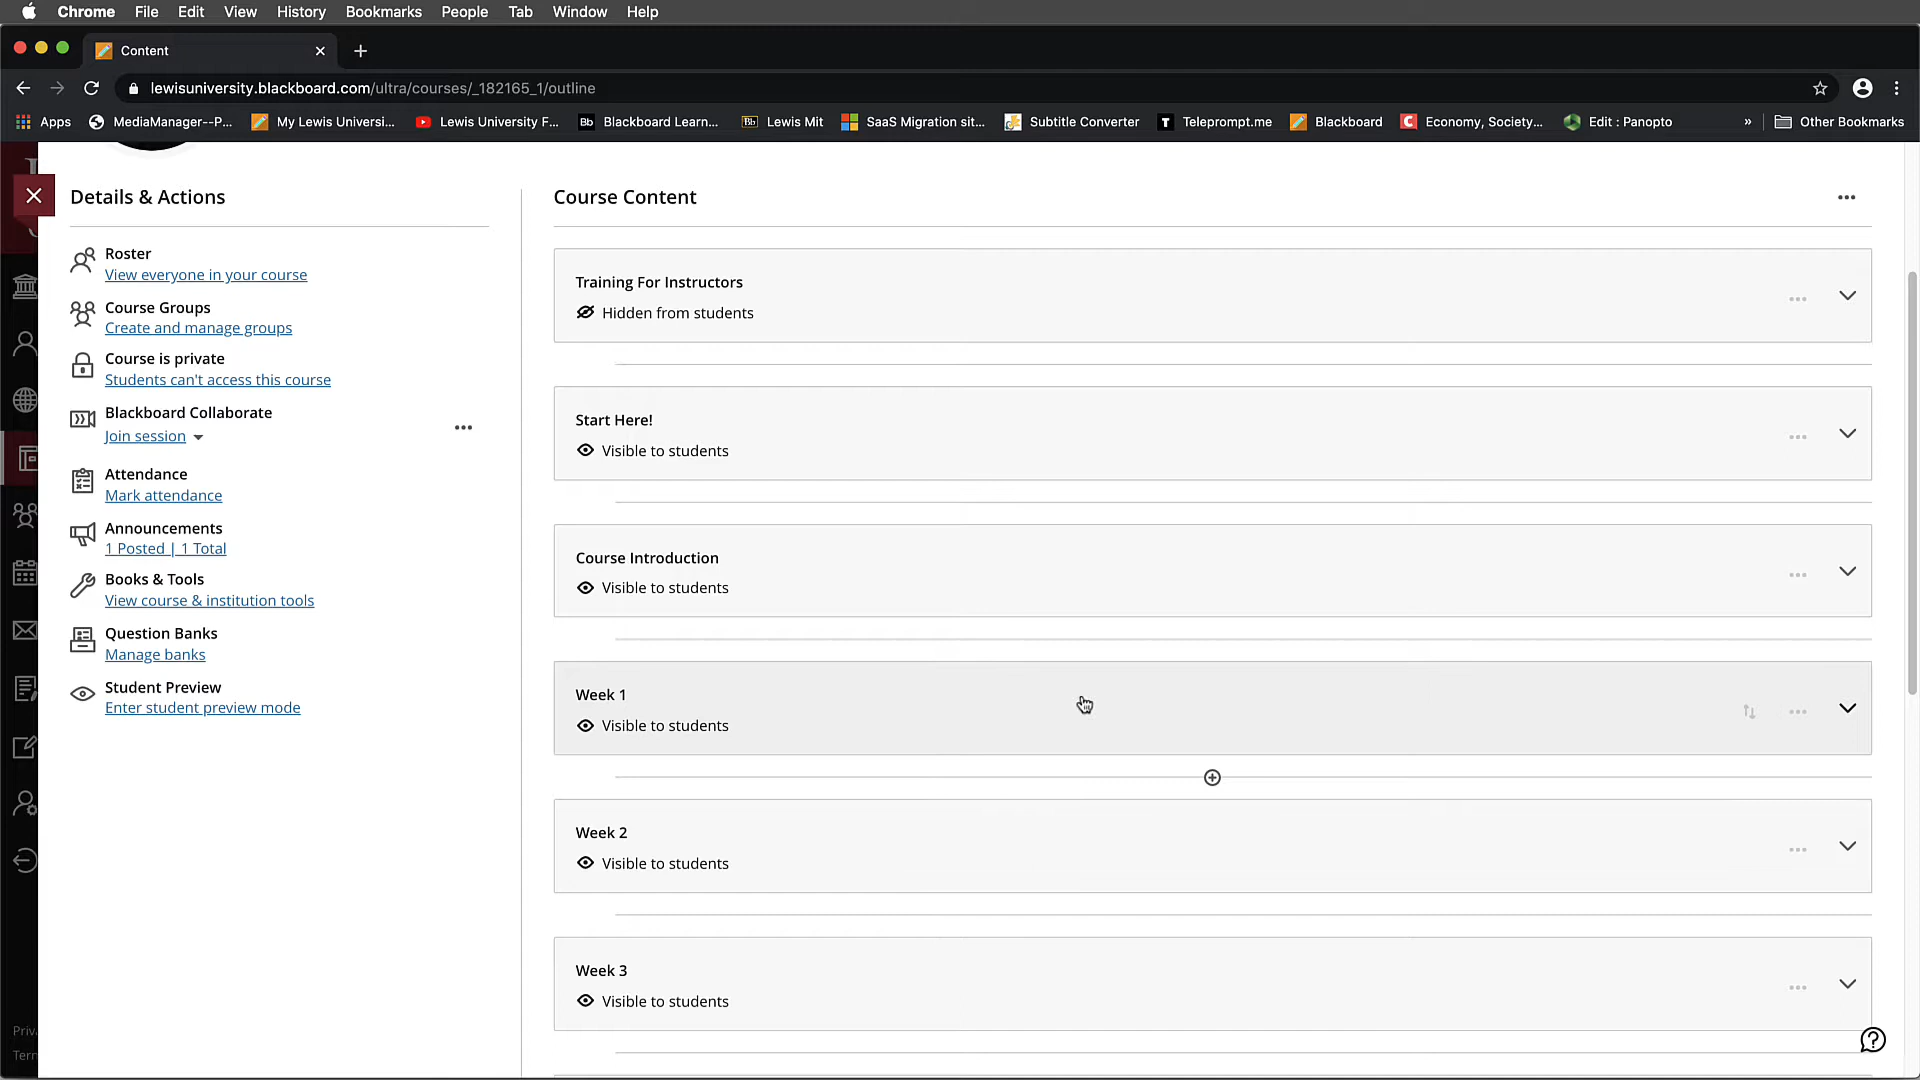 Chrome File Edit View History Bookmarks People Tab Window Help
Content
lewisuniversity.blackboard.com/ultra/courses/_182165_1/outline
Apps MediaManager--P... My Lewis Universi... Lewis University F... Bb Blackboard Learn... Bb Lewis Mit SaaS Migration sit... Subtitle Converter T Teleprompt.me Blackboard C Economy, Society... Edit : Panopto » Other Bookmarks
Details & Actions
Roster
View everyone in your course
Course Groups
Create and manage groups
Course is private
Students can't access this course
Blackboard Collaborate
Join session
Attendance
Mark attendance
Announcements
1 Posted | 1 Total
Books & Tools
View course & institution tools
Question Banks
Manage banks
Student Preview
Enter student preview mode
Course Content
Training For Instructors
Hidden from students
Start Here!
Visible to students
Course Introduction
Visible to students
Week 1
Visible to students
Week 2
Visible to students
Week 3
Visible to students
Priv
Tern